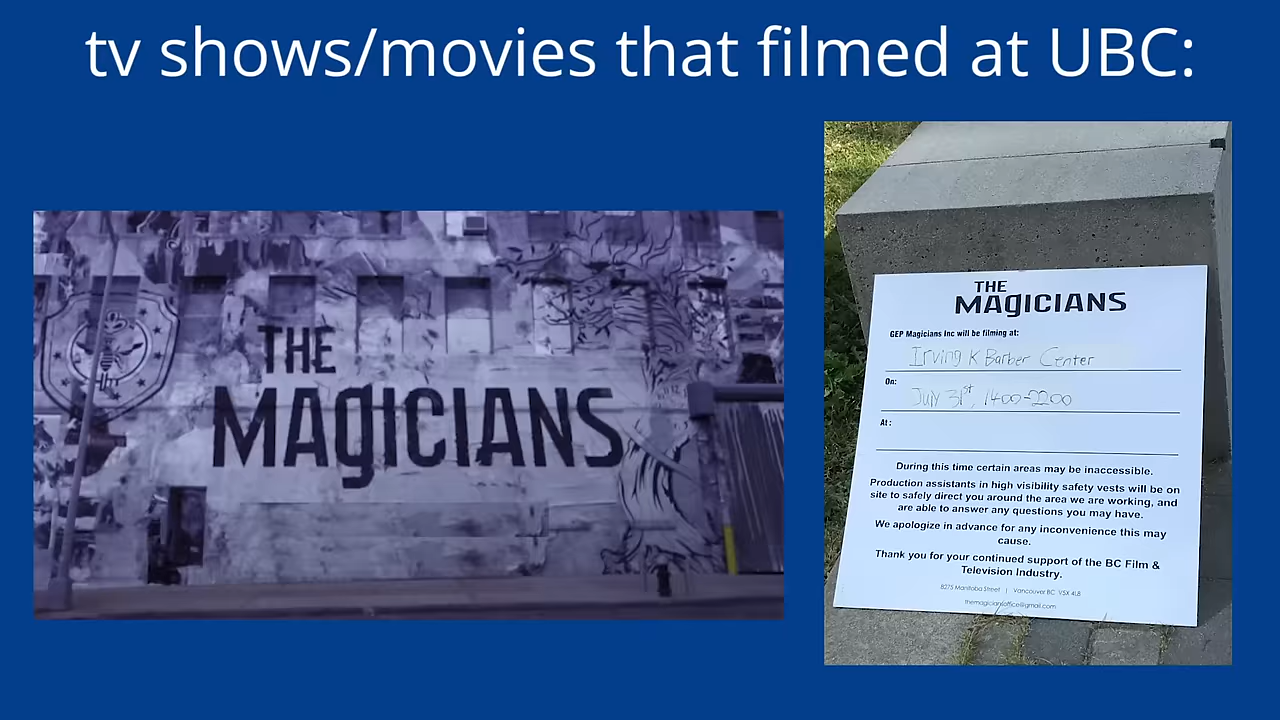 tv shows/movies that filmed at UBC:
THE
MAGICIANS
THE
MAGICIANS
GEP Magicians Inc will be filming at:
Irving K Barber Center
On:
July 31st, 1400-2200
At:
During this time certain areas may be inaccessible.
Production assistants in high visibility safety vests will be on
site to safely direct you around the area we are working, and
are able to answer any questions you may have.
We apologize in advance for any inconvenience this may
cause.
Thank you for your continued support of the BC Film &
Television Industry.
8275 Manitoba Street | Vancouver BC V5X 4L8
themagiciansoffice@gmail.com